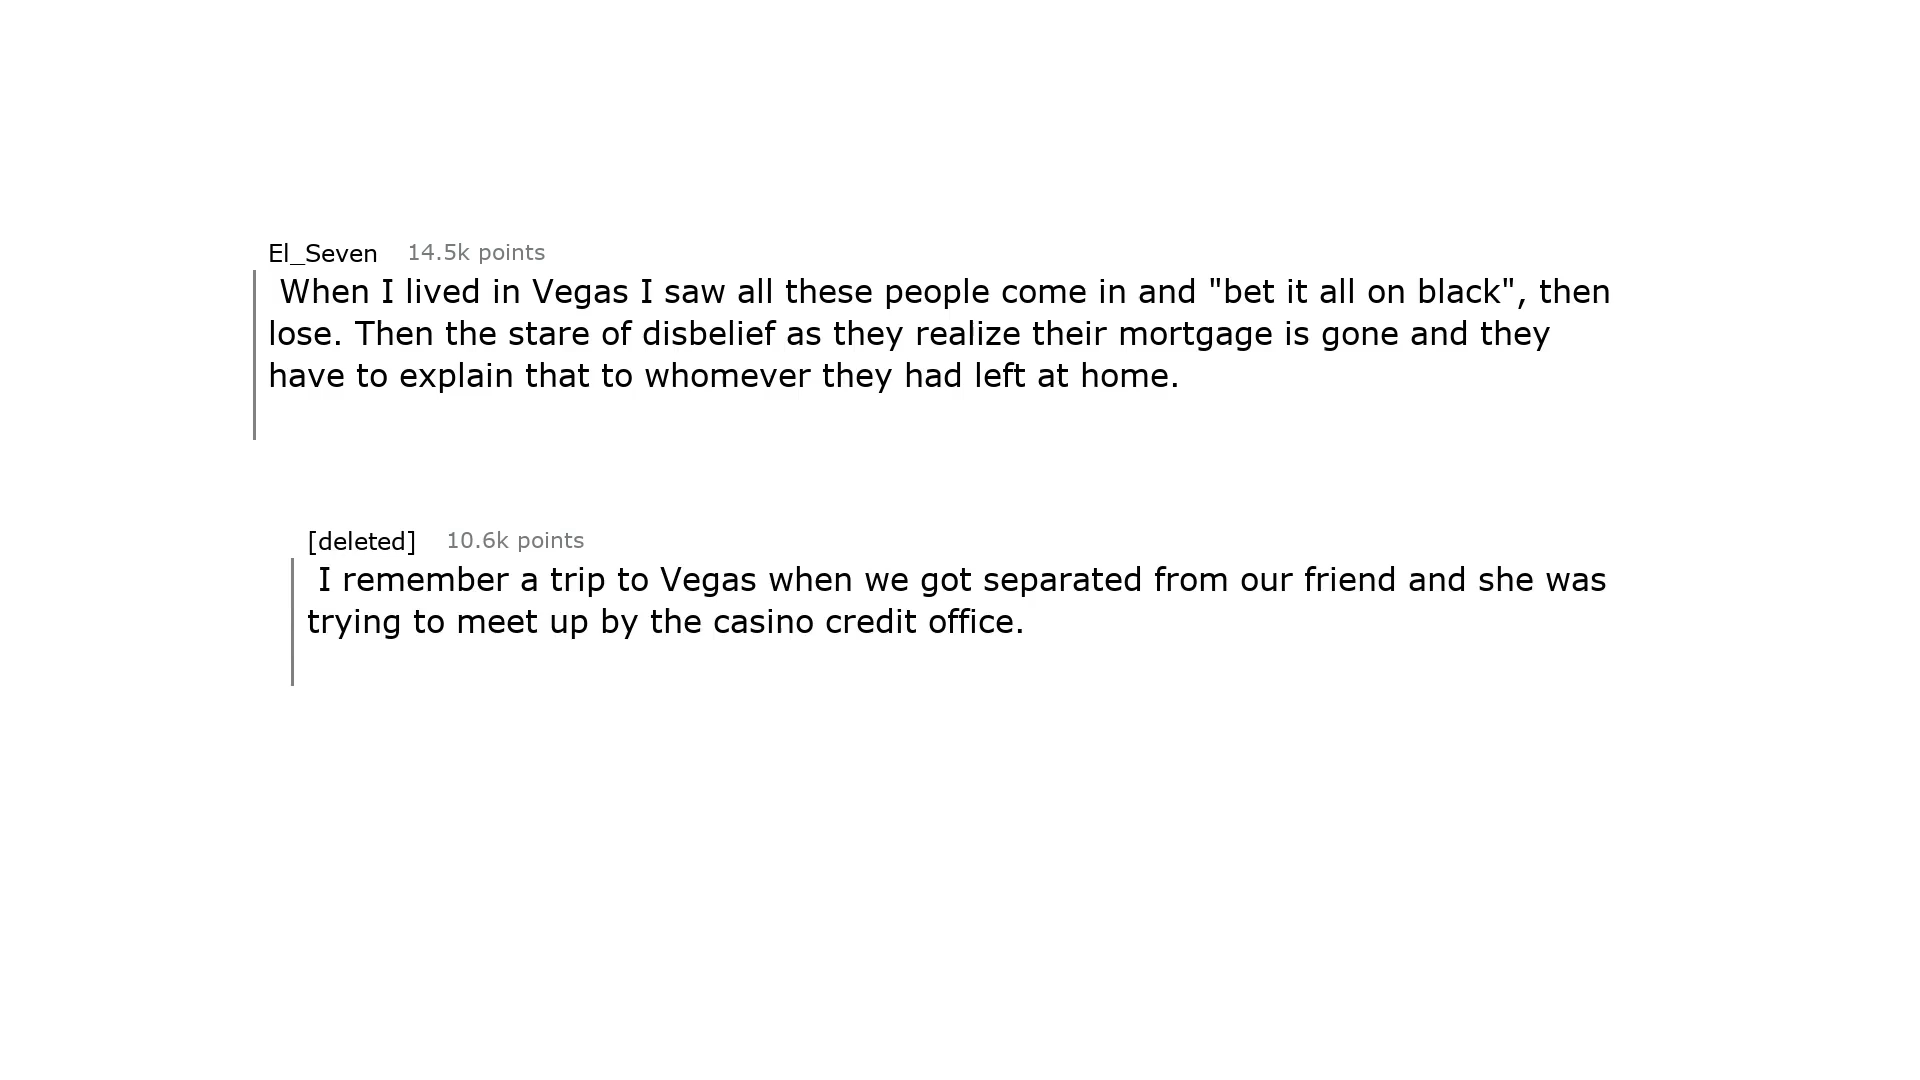 El_Seven 14.5k points
When I lived in Vegas I saw all these people come in and "bet it all on black", then
lose. Then the stare of disbelief as they realize their mortgage is gone and they
have to explain that to whomever they had left at home.
[deleted] 10.6k points
I remember a trip to Vegas when we got separated from our friend and she was
trying to meet up by the casino credit office.